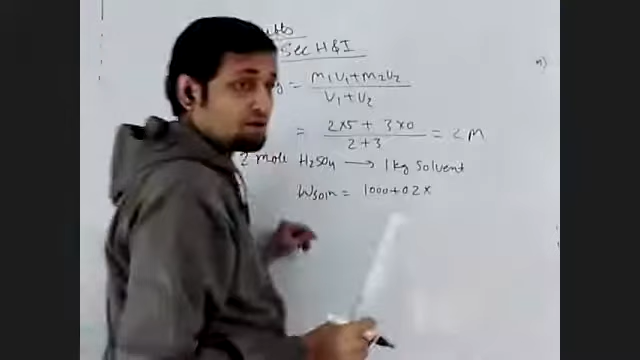 Sec H&I
= M1V1+M2V2 / V1+V2
= 2×5 + 3×0 / 2+3 = 2M
2 mole H2SO4 → 1kg Solvent
Wsoln = 1000+02×